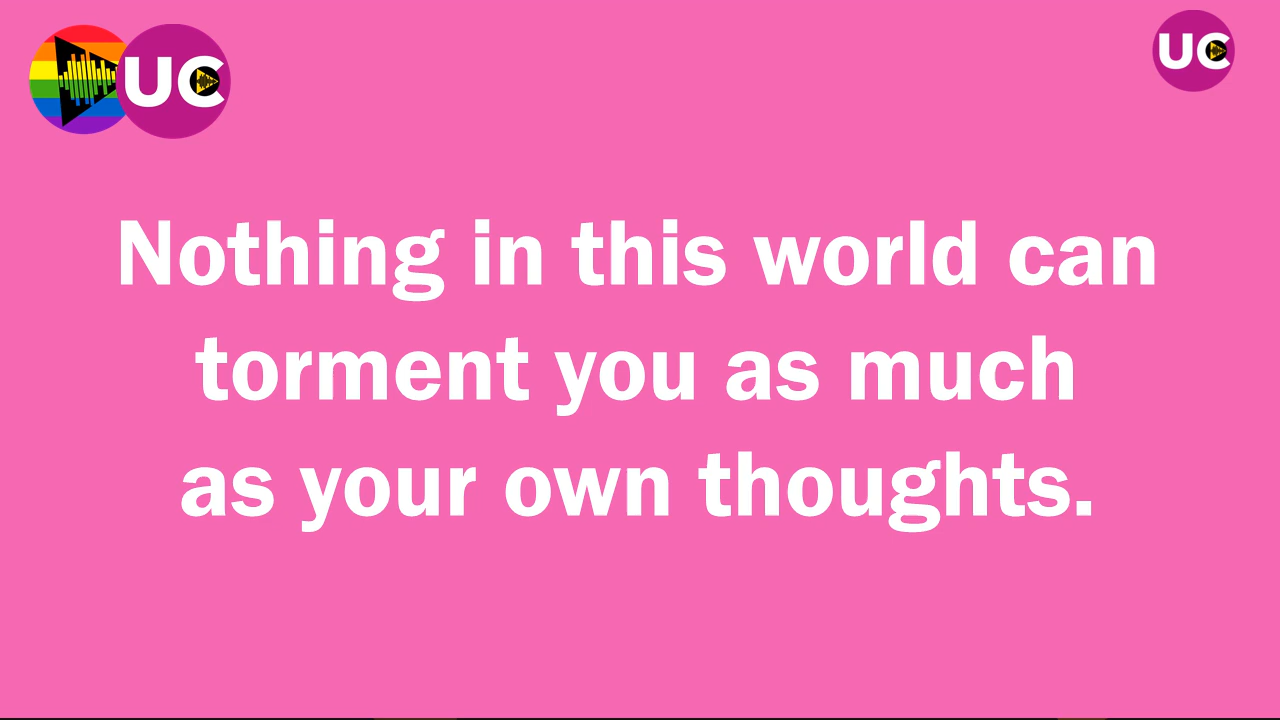 UC
UC
Nothing in this world can
torment you as much
as your own thoughts.